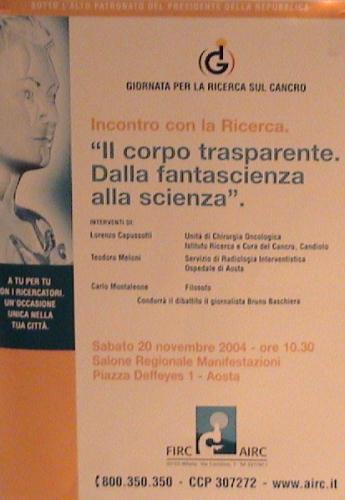 SOTTO L'ALTO PATRONATO DEL PRESIDENTE DELLA REPUBBLICA
GIORNATA PER LA RICERCA SUL CANCRO
Incontro con la Ricerca.
“Il corpo trasparente.
Dalla fantascienza
alla scienza”.
INTERVENTI DI:
Lorenzo Capussotti Unità di Chirurgia Oncologica
Istituto Ricerca e Cura del Cancro, Candiolo
Teodoro Meloni Servizio di Radiologia Interventistica
Ospedale di Aosta
Carlo Montaleone Filosofo
Condurrà il dibattito il giornalista Bruno Baschiera
A TU PER TU
CON I RICERCATORI.
UN'OCCASIONE
UNICA NELLA
TUA CITTÀ.
Sabato 20 novembre 2004 - ore 10.30
Salone Regionale Manifestazioni
Piazza Deffeyes 1 - Aosta
FIRC AIRC
800.350.350 - CCP 307272 - www.airc.it